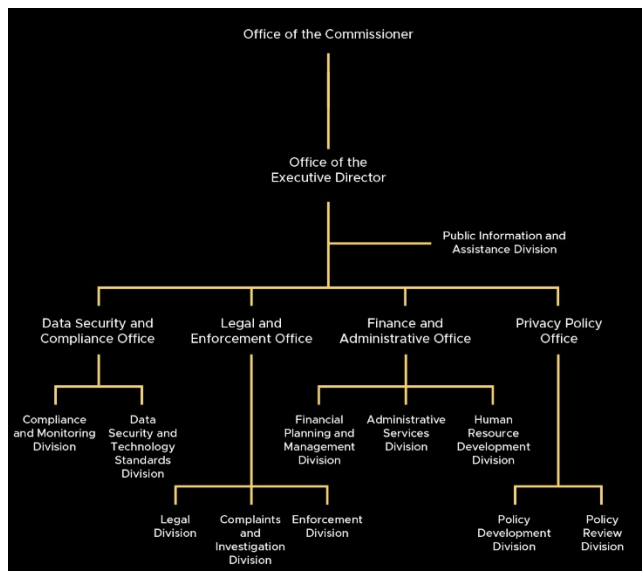 Office of the Commissioner
Office of the
Executive Director
Public Information and
Assistance Division
Data Security and
Compliance Office
Legal and
Enforcement Office
Finance and
Administrative Office
Privacy Policy
Office
Compliance
and Monitoring
Division
Data
Security and
Technology
Standards
Division
Financial
Planning and
Management
Division
Administrative
Services
Division
Human
Resource
Development
Division
Legal
Division
Complaints
and
Investigation
Division
Enforcement
Division
Policy
Development
Division
Policy
Review
Division